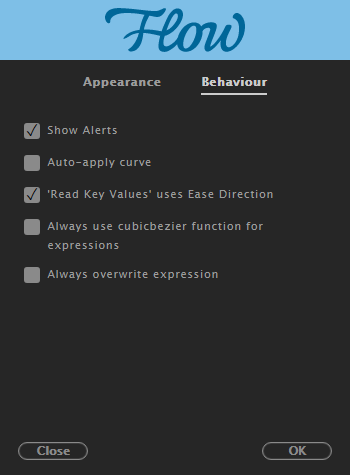 Flow
Appearance Behaviour
Show Alerts
Auto-apply curve
'Read Key Values' uses Ease Direction
Always use cubicbezier function for
expressions
Always overwrite expression
Close OK